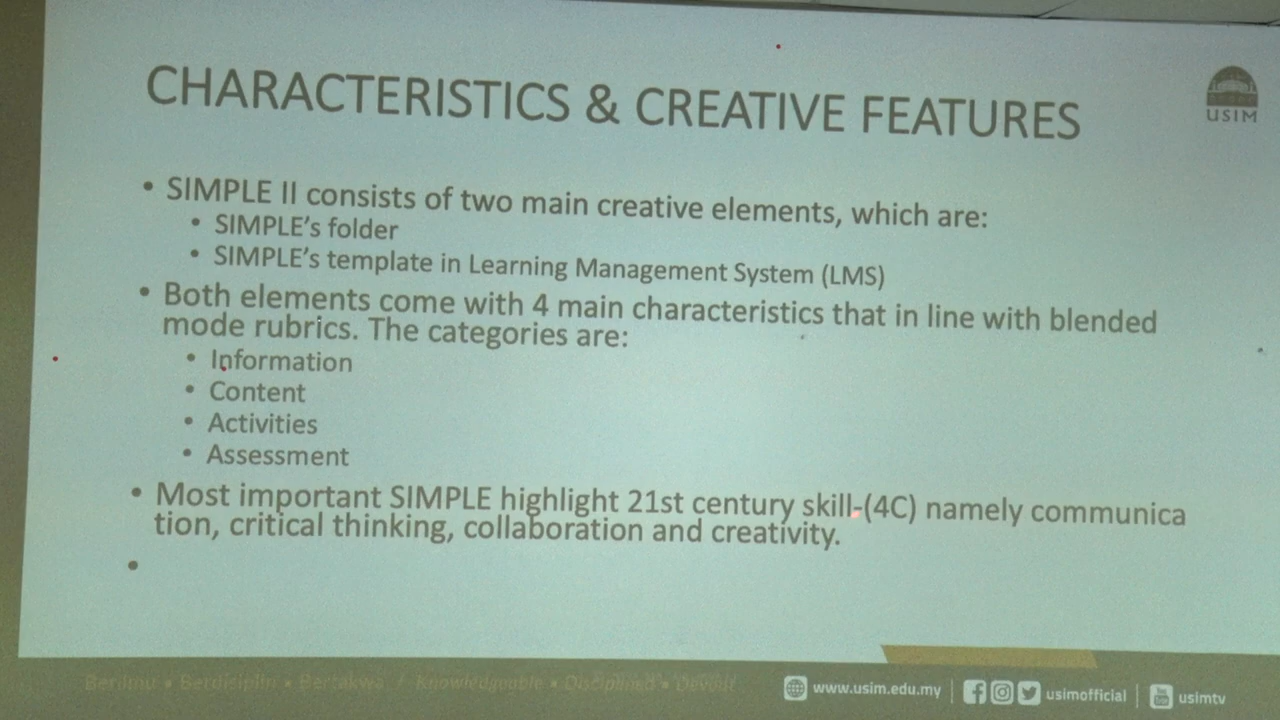 CHARACTERISTICS & CREATIVE FEATURES
USIM
• SIMPLE II consists of two main creative elements, which are:
• SIMPLE's folder
• SIMPLE's template in Learning Management System (LMS)
• Both elements come with 4 main characteristics that in line with blended
mode rubrics. The categories are:
• Information
• Content
• Activities
• Assessment
• Most important SIMPLE highlight 21st century skill-(4C) namely communica
tion, critical thinking, collaboration and creativity.
•
Berilmu • Berdisiplin • Bertakwa / Knowledgeable • Disciplined • Devout
www.usim.edu.my | usimofficial | usimtv